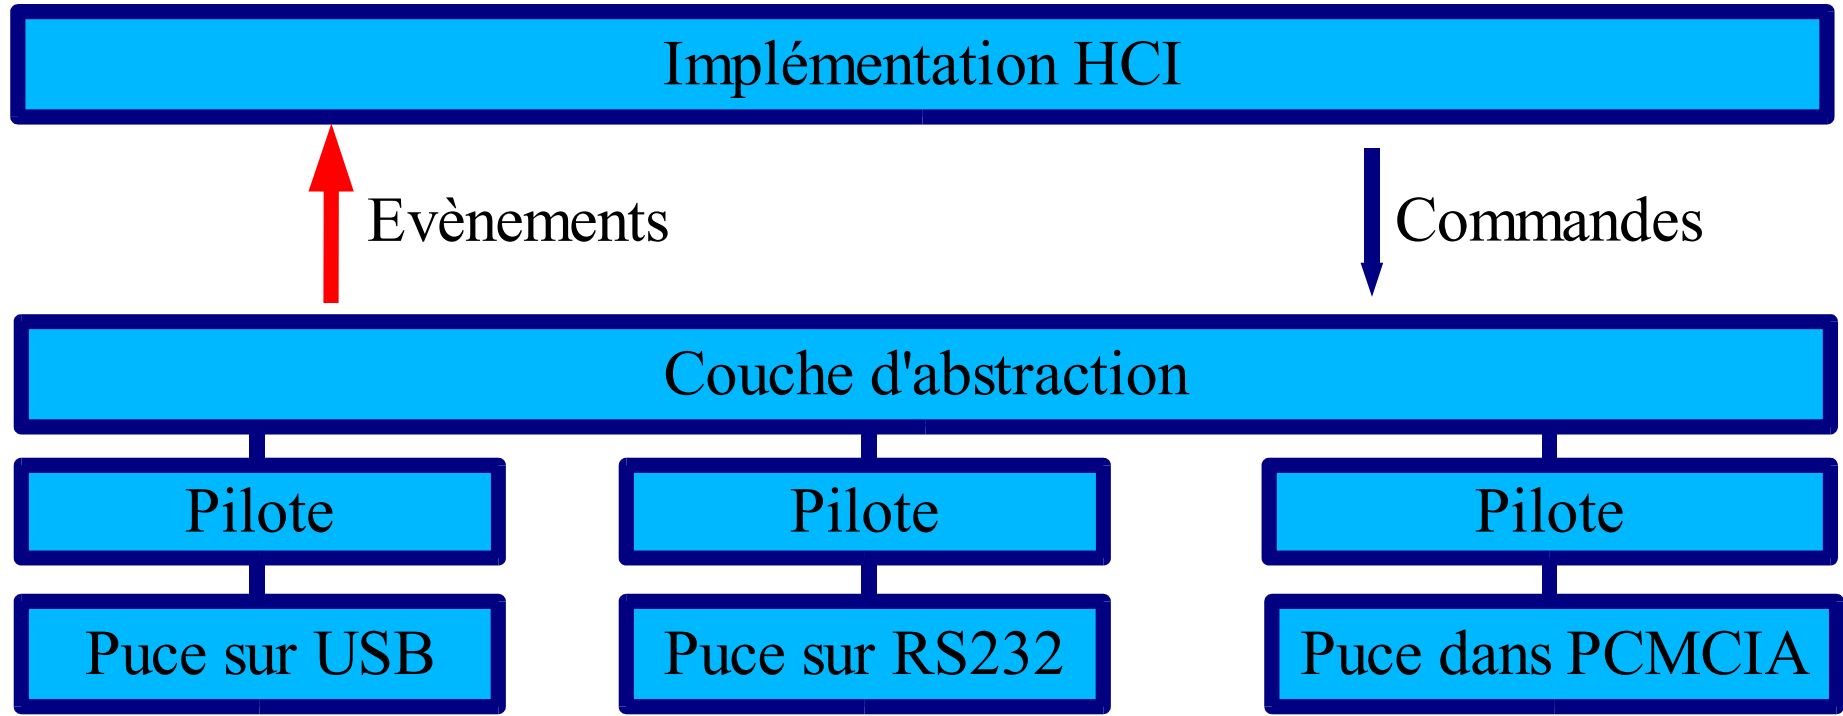 Implémentation HCI
Evènements
Commandes
Couche d'abstraction
Pilote
Pilote
Pilote
Puce sur USB
Puce sur RS232
Puce dans PCMCIA